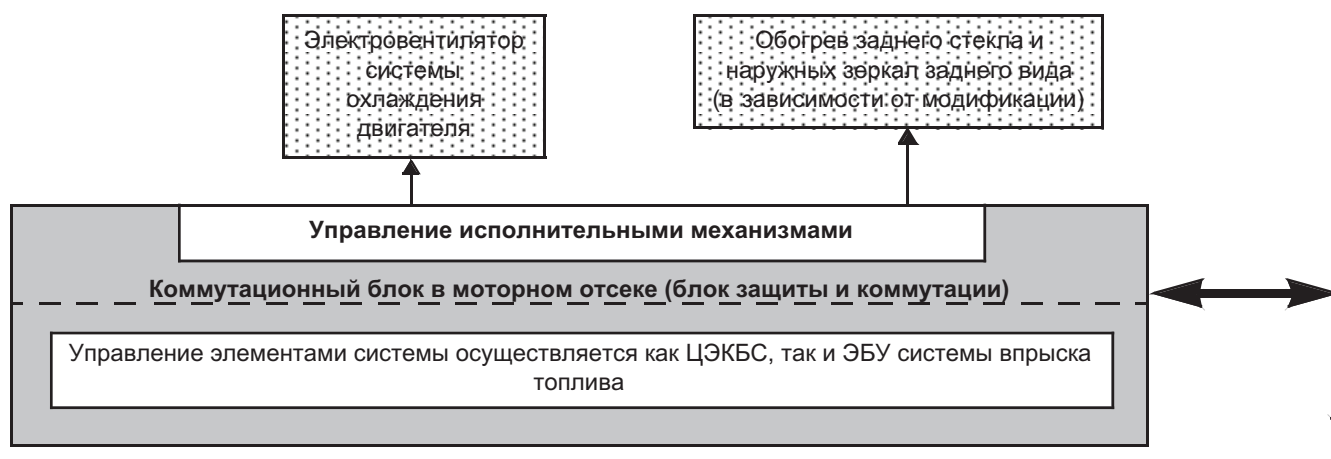 Электровентилятор
системы
охлаждения
двигателя
Обогрев заднего стекла и
наружных зеркал заднего вида
(в зависимости от модификации)
Управление исполнительными механизмами
Коммутационный блок в моторном отсеке (блок защиты и коммутации)
Управление элементами системы осуществляется как ЦЭКБС, так и ЭБУ системы впрыска
топлива